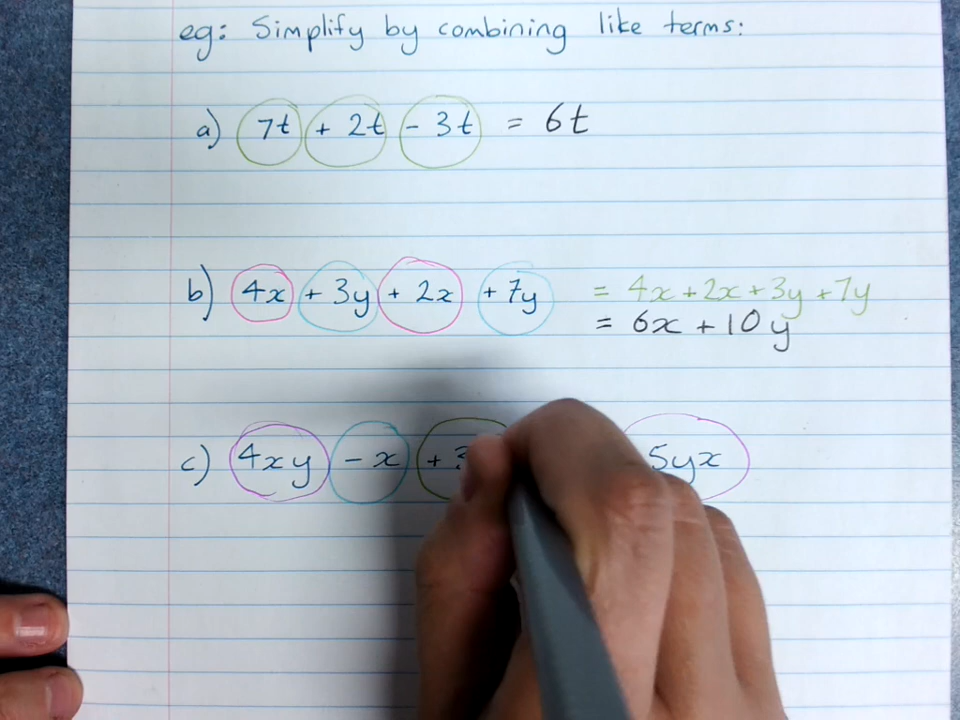 eg: Simplify by combining like terms:
a) 7t + 2t - 3t = 6t
b) 4x + 3y + 2x + 7y = 4x + 2x + 3y + 7y
= 6x + 10y
c) 4xy - x + 5yx